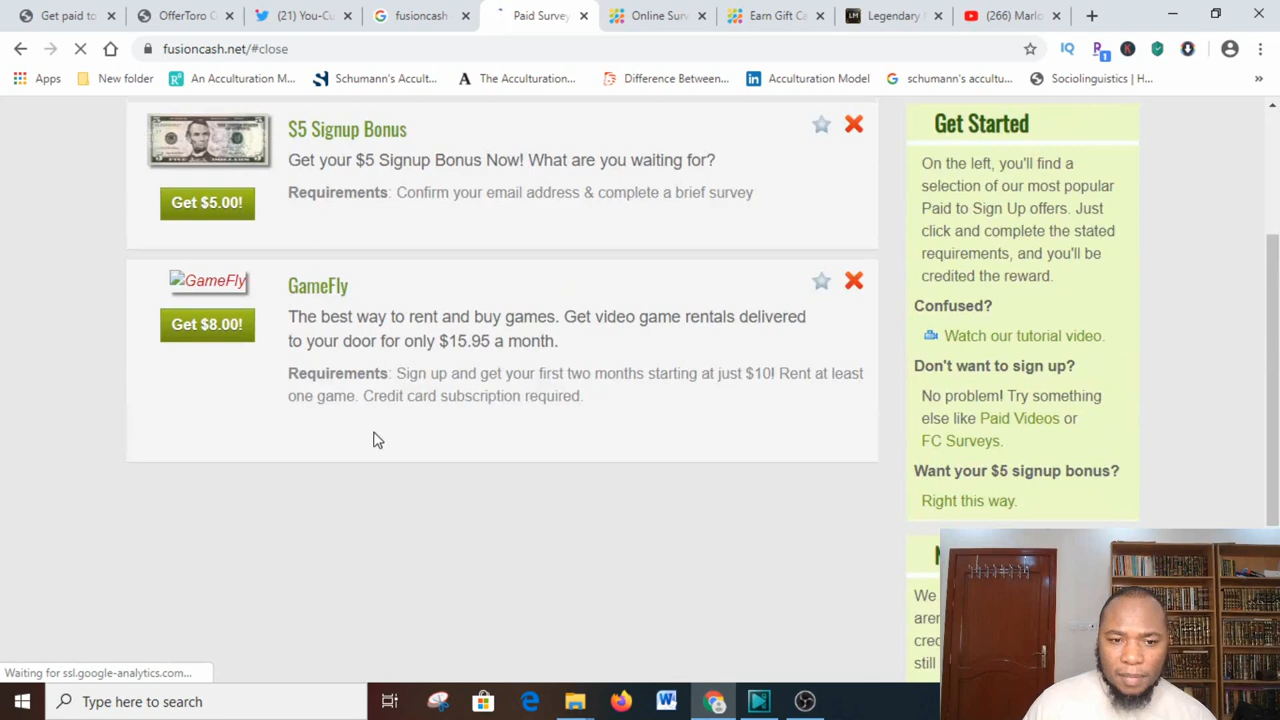 Get paid to
OfferToro C
(21) You-Cu
fusioncash -
Paid Survey
Online Surv
Earn Gift Ca
Legendary
(266) Marlo
fusioncash.net/#close
Apps
New folder
An Acculturation M...
Schumann's Accult...
The Acculturation...
Difference Between...
Acculturation Model
schumann's accultu...
Sociolinguistics | H...
$5 Signup Bonus
Get your $5 Signup Bonus Now! What are you waiting for?
Get $5.00!
Requirements: Confirm your email address & complete a brief survey
GameFly
GameFly
The best way to rent and buy games. Get video game rentals delivered
to your door for only $15.95 a month.
Get $8.00!
Requirements: Sign up and get your first two months starting at just $10! Rent at least
one game. Credit card subscription required.
Get Started
On the left, you'll find a
selection of our most popular
Paid to Sign Up offers. Just
click and complete the stated
requirements, and you'll be
credited the reward.
Confused?
Watch our tutorial video.
Don't want to sign up?
No problem! Try something
else like Paid Videos or
FC Surveys.
Want your $5 signup bonus?
Right this way.
We
still
Waiting for ssl.google-analytics.com...
Type here to search